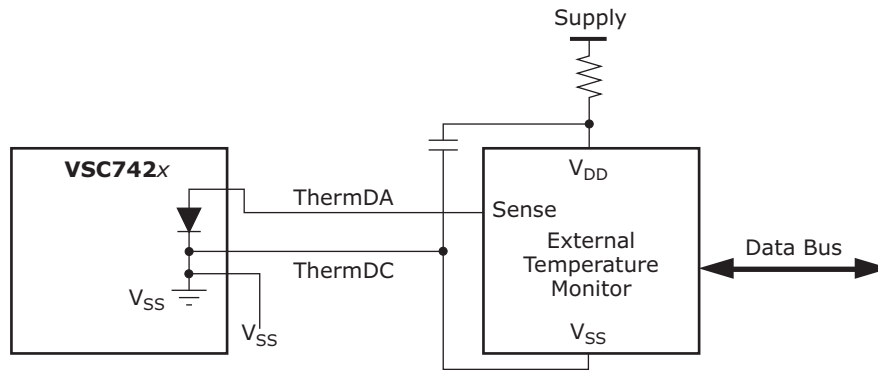 Supply
VSC742x
ThermDA
ThermDC
VSS
VSS
VDD
Sense
External
Temperature
Monitor
VSS
Data Bus